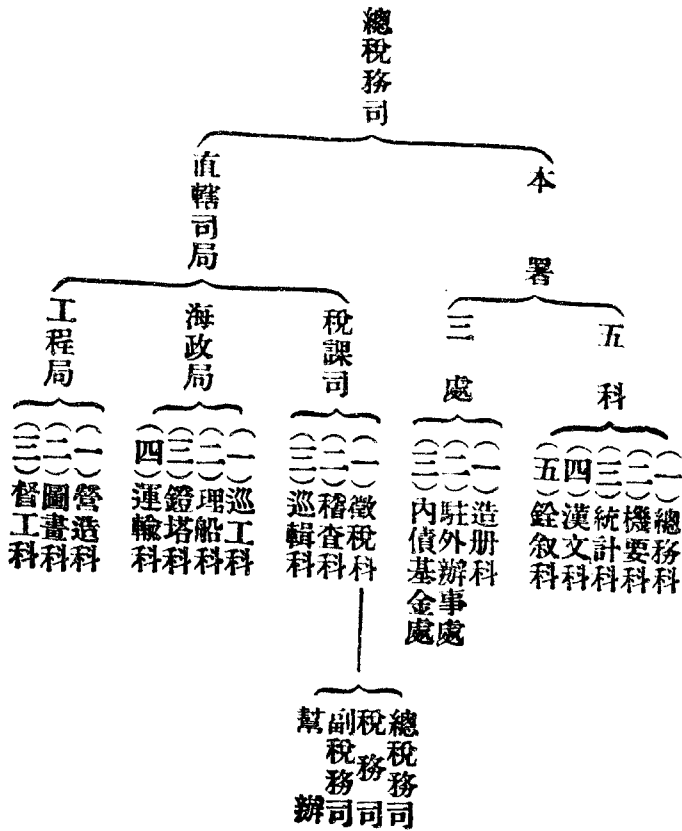 總稅務司
本署
五科
(一)總務科
(二)機要科
(三)統計科
(四)漢文科
(五)銓敘科
三處
(一)造册科
(二)駐外辦事處
(三)內債基金處
直轄司局
稅課司
(一)徵稅科
(二)稽查科
(三)巡輯科
總稅務司
稅務司
副稅務司
幫辦
海政局
(一)巡工科
(二)理船科
(三)鐙塔科
(四)運輸科
工程局
(一)營造科
(二)圖畫科
(三)督工科